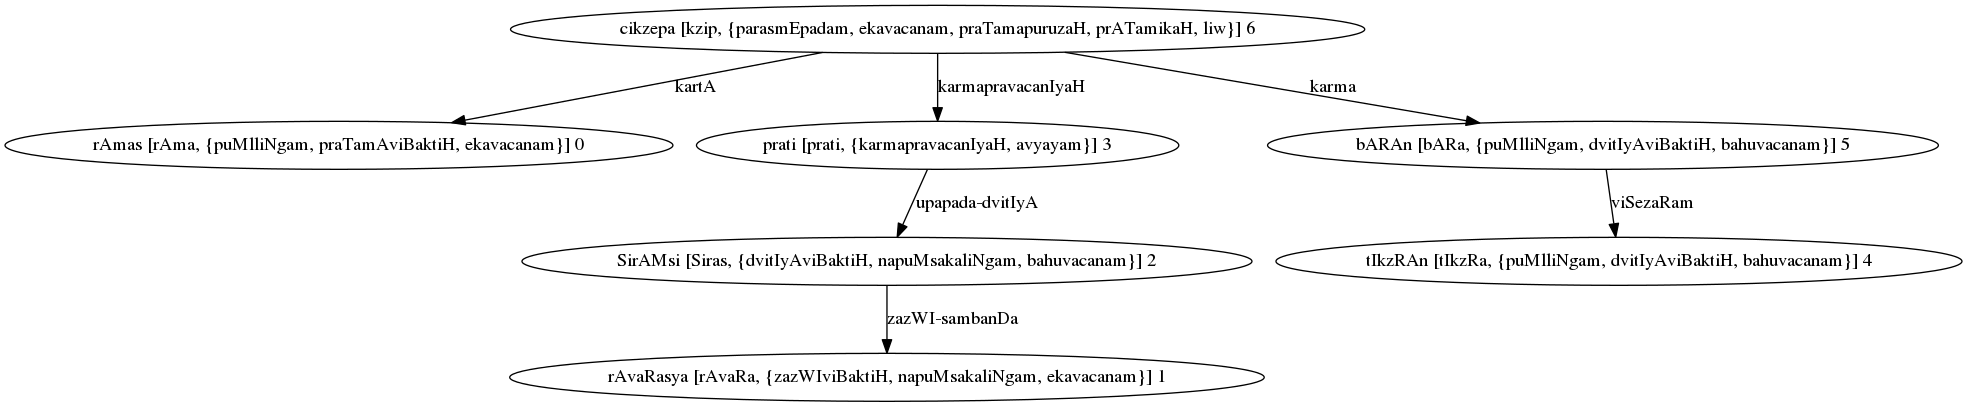 cikzepa [kzip, {parasmEpadam, ekavacanam, praTamapuruzaH, prATamikaH, liw}] 6
kartA
karmapravacanIyaH
karma
rAmas [rAma, {puMlliNgam, praTamAviBaktiH, ekavacanam}] 0
prati [prati, {karmapravacanIyaH, avyayam}] 3
bARAn [bARa, {puMlliNgam, dvitIyAviBaktiH, bahuvacanam}] 5
upapada-dvitIyA
viSezaRam
SirAMsi [Siras, {dvitIyAviBaktiH, napuMsakaliNgam, bahuvacanam}] 2
tIkzRAn [tIkzRa, {puMlliNgam, dvitIyAviBaktiH, bahuvacanam}] 4
zazWI-sambanDa
rAvaRasya [rAvaRa, {zazWIviBaktiH, napuMsakaliNgam, ekavacanam}] 1